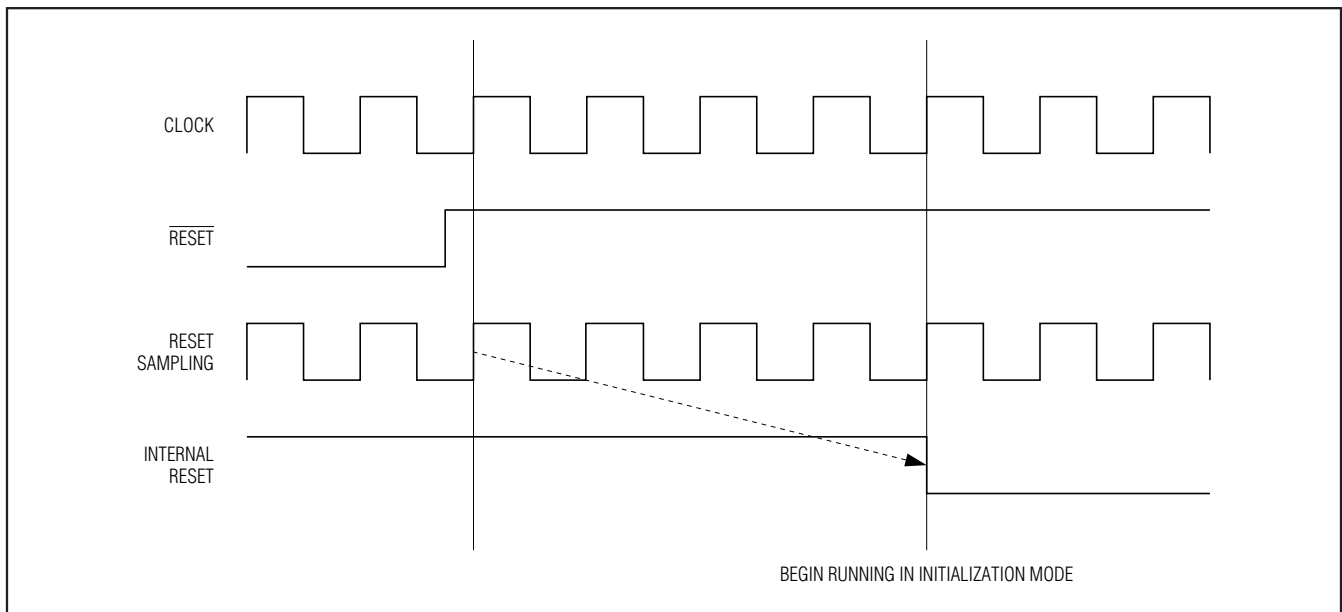 CLOCK
RESET
RESET
SAMPLING
INTERNAL
RESET
BEGIN RUNNING IN INITIALIZATION MODE